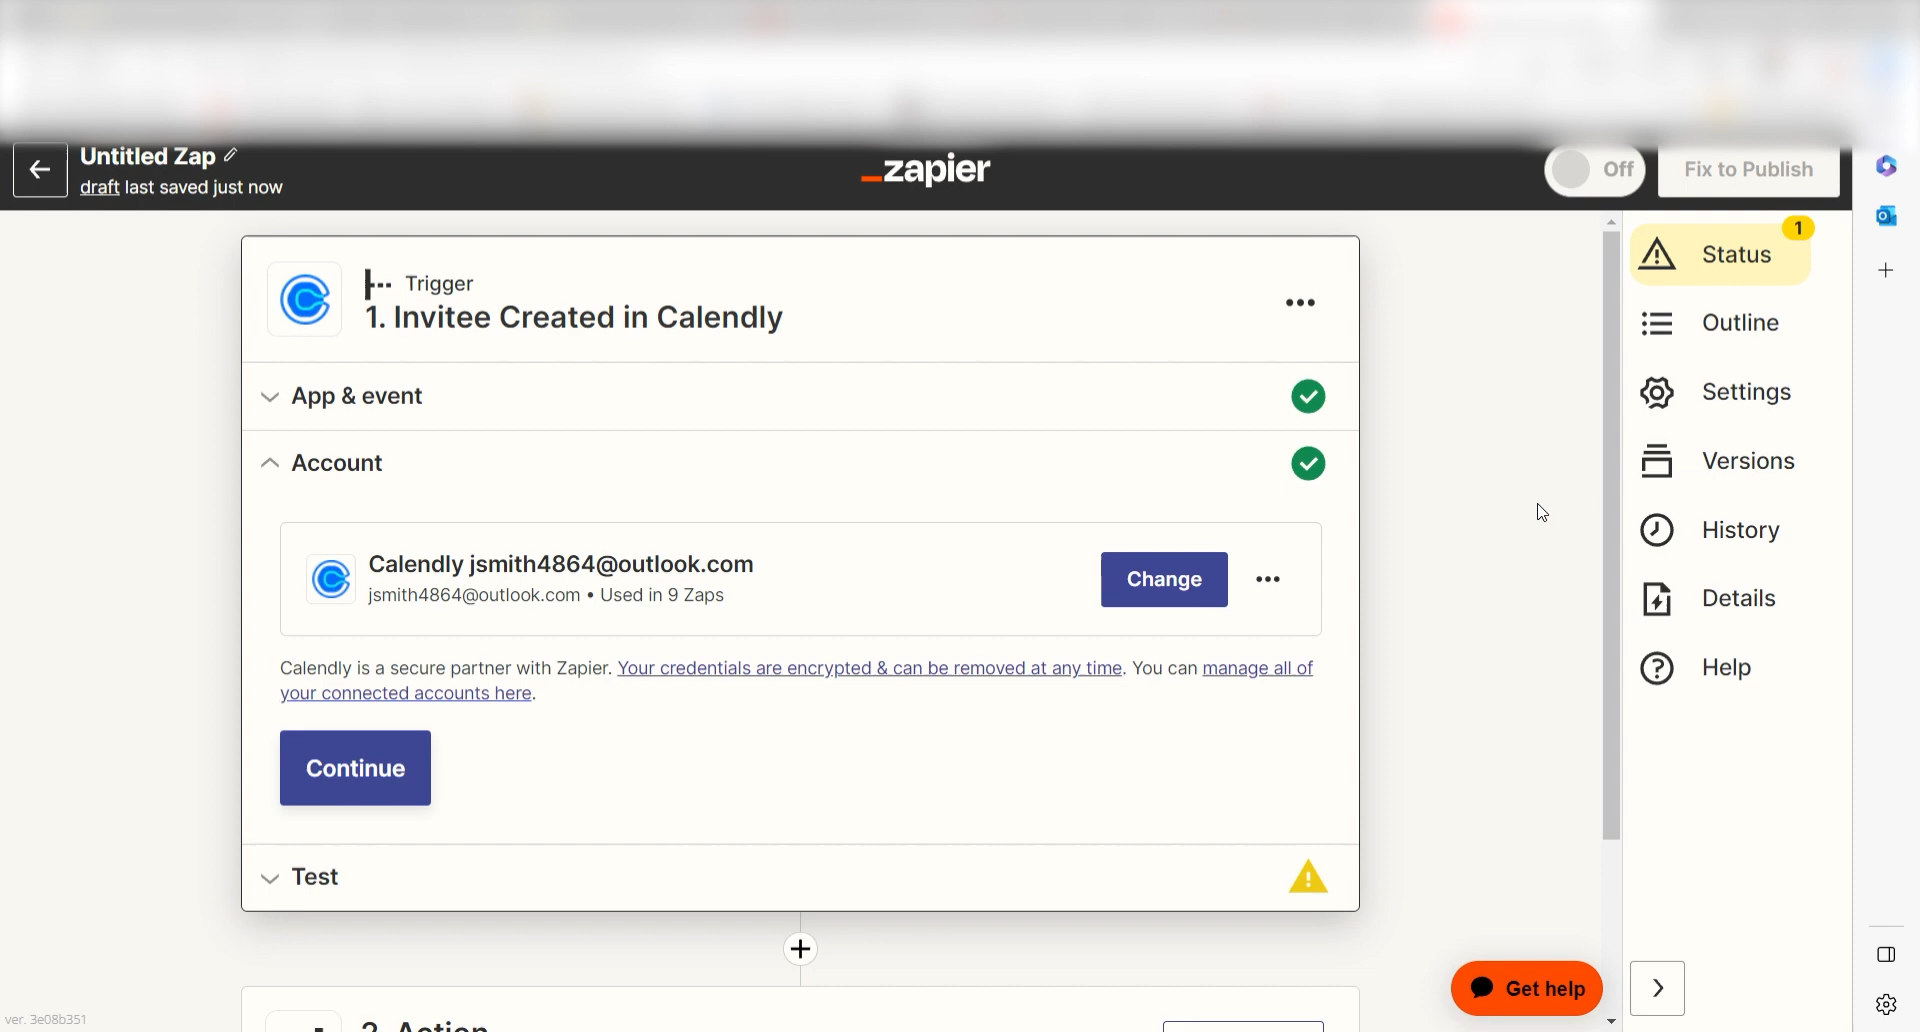 Untitled Zap
draft last saved just now
zapier
Off
Fix to Publish
Trigger
1. Invitee Created in Calendly
App & event
Account
Calendly jsmith4864@outlook.com
jsmith4864@outlook.com • Used in 9 Zaps
Change
Calendly is a secure partner with Zapier. Your credentials are encrypted & can be removed at any time. You can manage all of
your connected accounts here.
Continue
Test
2. Action
1
Status
Outline
Settings
Versions
History
Details
Help
Get help
ver. 3e08b351